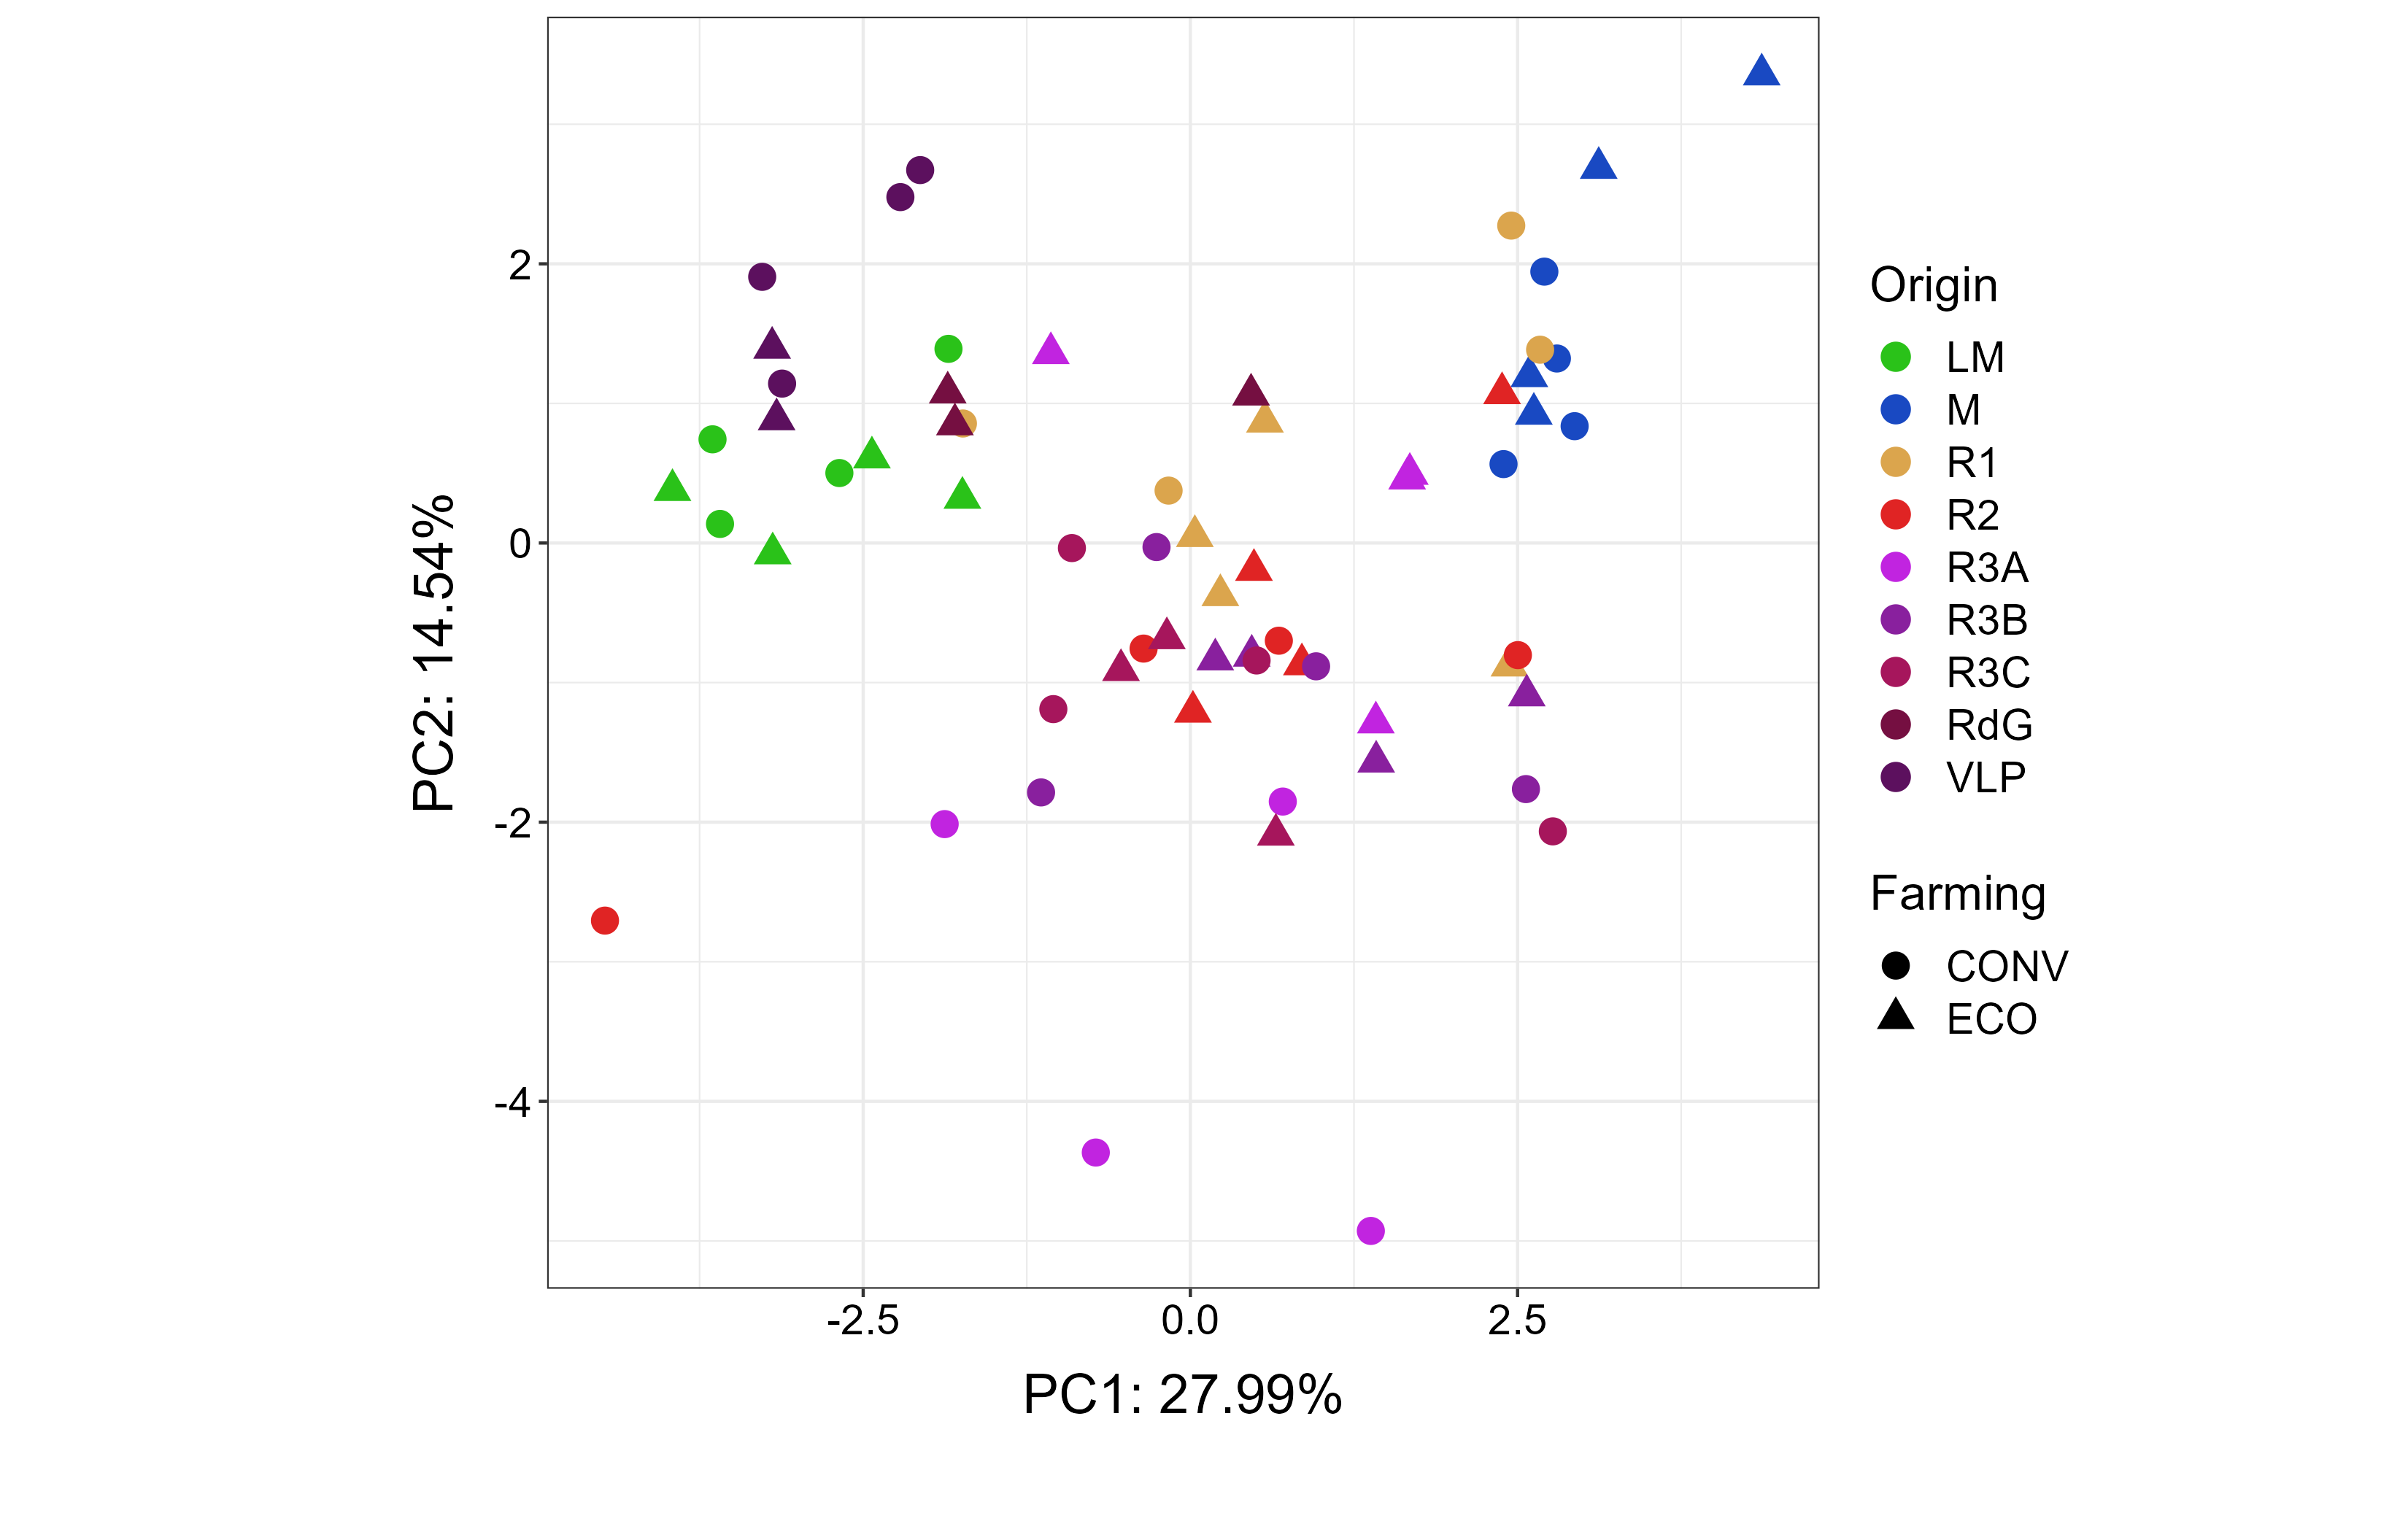 2
0
-2
-4
PC2: 14.54%
-2.5
0.0
2.5
PC1: 27.99%
Origin
LM
M
R1
R2
R3A
R3B
R3C
RdG
VLP
Farming
CONV
ECO